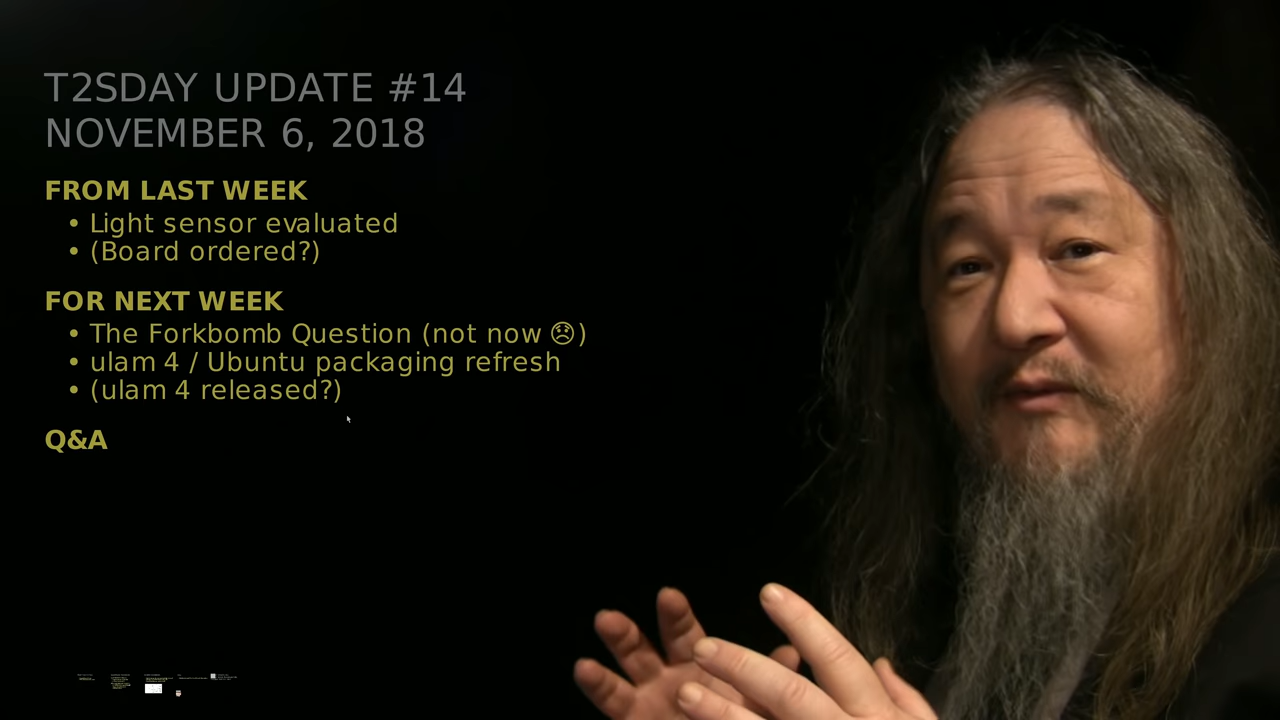 T2SDAY UPDATE #14
NOVEMBER 6, 2018
FROM LAST WEEK
• Light sensor evaluated
• (Board ordered?)
FOR NEXT WEEK
• The Forkbomb Question (not now ☹)
• ulam 4 / Ubuntu packaging refresh
• (ulam 4 released?)
Q&A